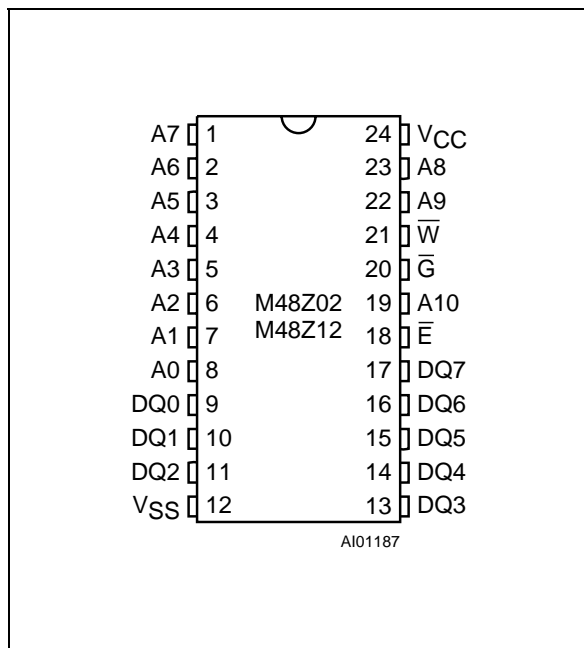 A7 1 24 VCC
A6 2 23 A8
A5 3 22 A9
A4 4 21 W̅
A3 5 20 G̅
A2 6 M48Z02 19 A10
A1 7 M48Z12 18 E̅
A0 8 17 DQ7
DQ0 9 16 DQ6
DQ1 10 15 DQ5
DQ2 11 14 DQ4
VSS 12 13 DQ3
AI01187